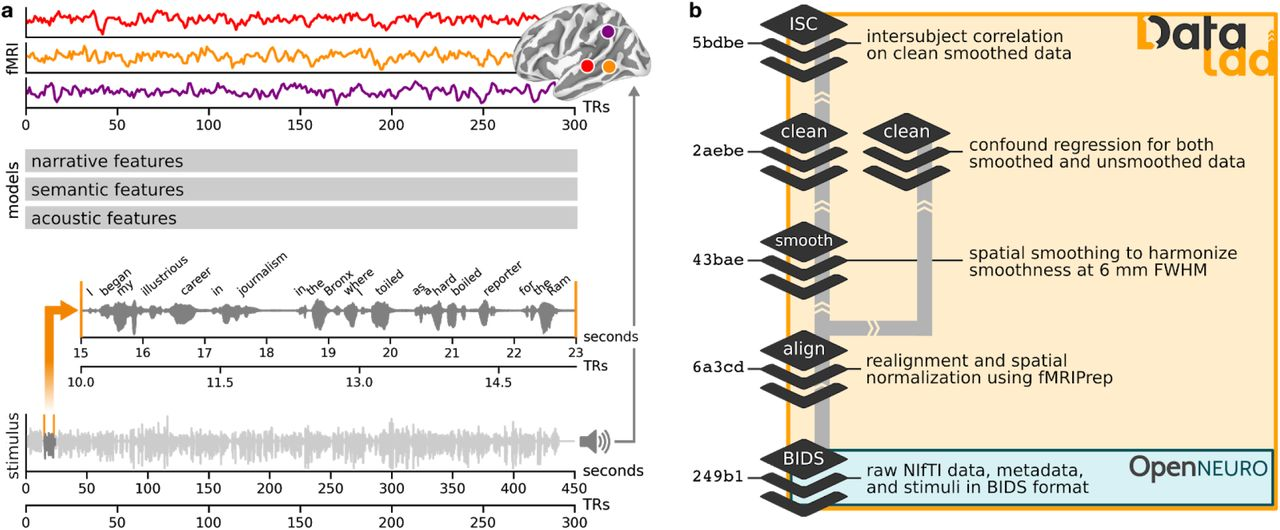 a
fMRI
0 50 100 150 200 250 300
TRs
models
narrative features
semantic features
acoustic features
I began my illustrious career in journalism in the Bronx where I toiled as a hard boiled reporter for the Ram
seconds
15 16 17 18 19 20 21 22 23
TRs
10.0 11.5 13.0 14.5
stimulus
seconds
0 50 100 150 200 250 300 350 400 450
TRs
0 50 100 150 200 250 300
b
DataLad
ISC
5bdbe
intersubject correlation
on clean smoothed data
clean
clean
2aebe
confound regression for both
smoothed and unsmoothed data
smooth
43bae
spatial smoothing to harmonize
smoothness at 6 mm FWHM
align
6a3cd
realignment and spatial
normalization using fMRIPrep
BIDS
249b1
raw NIfTI data, metadata,
and stimuli in BIDS format
OpenNEURO